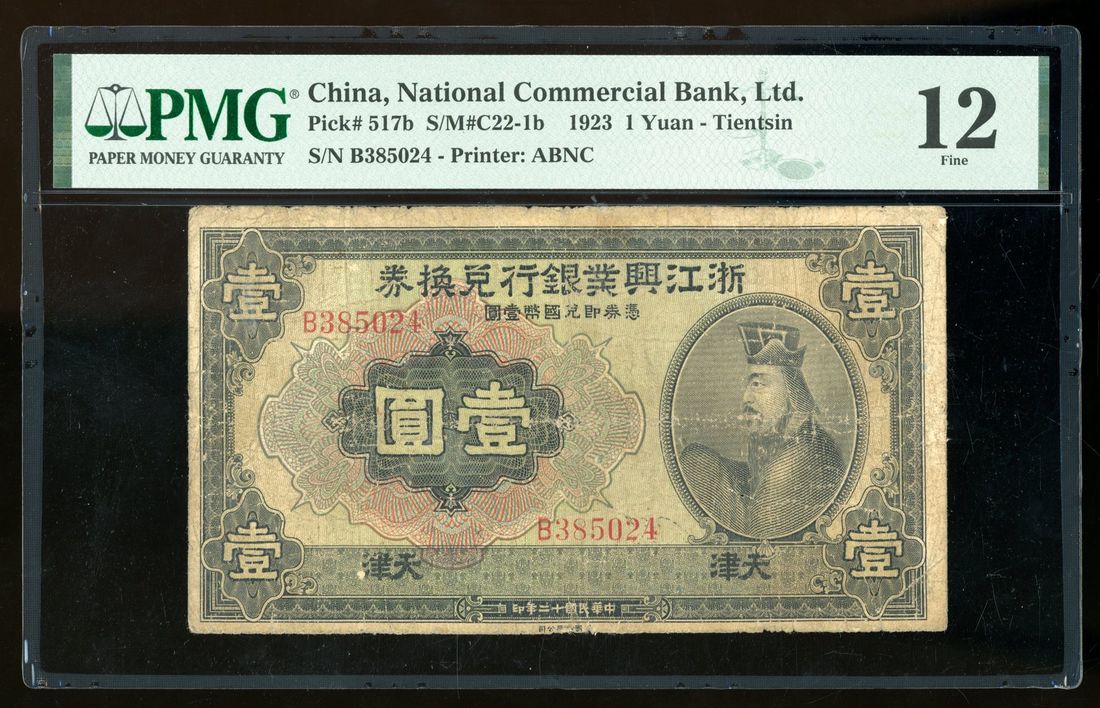 PMG®
PAPER MONEY GUARANTY
China, National Commercial Bank, Ltd.
Pick# 517b S/M#C22-1b 1923 1 Yuan - Tientsin
S/N B385024 - Printer: ABNC
12
Fine
浙江興業銀行兌換券
憑券即兌國幣壹圓
壹
壹
B385024
壹圓
B385024
壹
壹
天津
天津
中華民國十二年印